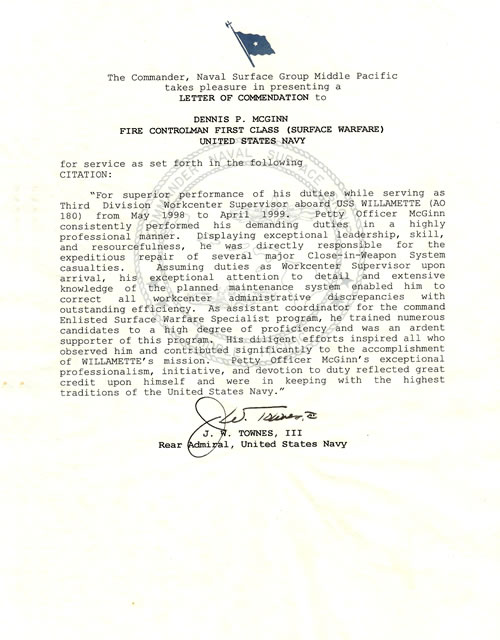 The Commander, Naval Surface Group Middle Pacific
takes pleasure in presenting a
LETTER OF COMMENDATION to
DENNIS P. MCGINN
FIRE CONTROLMAN FIRST CLASS (SURFACE WARFARE)
UNITED STATES NAVY
for service as set forth in the following
CITATION:
"For superior performance of his duties while serving as
Third Division Workcenter Supervisor aboard USS WILLAMETTE (AO
180) from May 1998 to April 1999. Petty Officer McGinn
consistently performed his demanding duties in a highly
professional manner. Displaying exceptional leadership, skill,
and resourcefulness, he was directly responsible for the
expeditious repair of several major Close-in-Weapon System
casualties. Assuming duties as Workcenter Supervisor upon
arrival, his exceptional attention to detail and extensive
knowledge of the planned maintenance system enabled him to
correct all workcenter administrative discrepancies with
outstanding efficiency. As assistant coordinator for the command
Enlisted Surface Warfare Specialist program, he trained numerous
candidates to a high degree of proficiency and was an ardent
supporter of this program. His diligent efforts inspired all who
observed him and contributed significantly to the accomplishment
of WILLAMETTE's mission. Petty Officer McGinn's exceptional
professionalism, initiative, and devotion to duty reflected great
credit upon himself and were in keeping with the highest
traditions of the United States Navy."
J. W. Townes, III
J. W. TOWNES, III
Rear Admiral, United States Navy